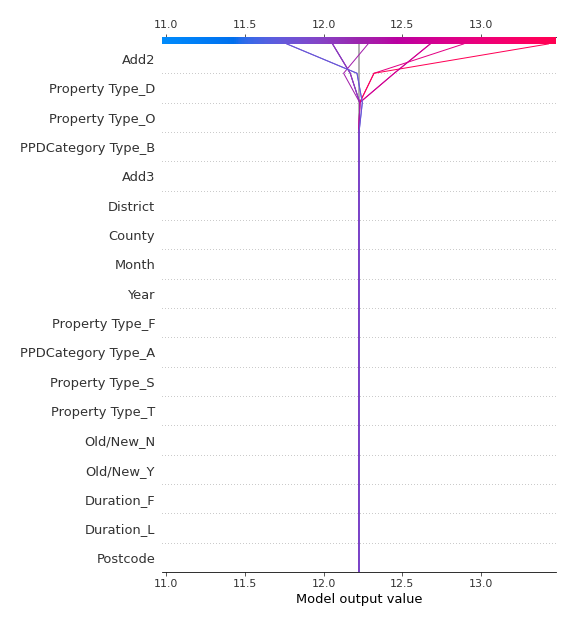 11.0 11.5 12.0 12.5 13.0
Add2
Property Type_D
Property Type_O
PPDCategory Type_B
Add3
District
County
Month
Year
Property Type_F
PPDCategory Type_A
Property Type_S
Property Type_T
Old/New_N
Old/New_Y
Duration_F
Duration_L
Postcode
11.0 11.5 12.0 12.5 13.0
Model output value